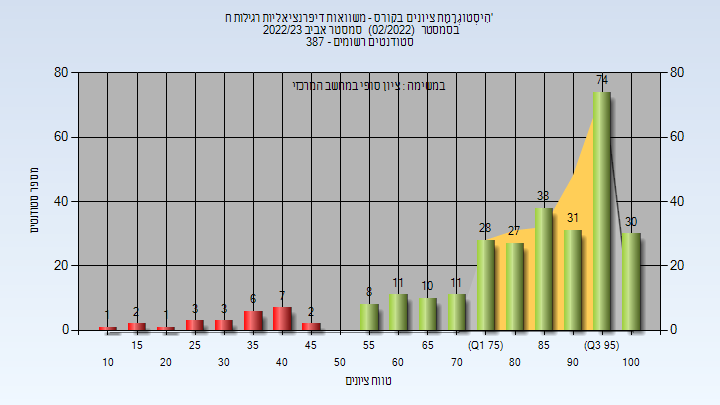 היסטוגרמת ציונים בקורס - משוואות דיפרנציאליות רגילות ח'
בסמסטר (02/2022) סמסטר אביב 2022/23
סטודנטים רשומים - 387
במשימה : ציון סופי במחשב המרכזי
80 80
60 60
40 40
20 20
0 0
מספר סטודנטים
1 2 1 3 3 6 7 2 8 11 10 11 28 27 38 31 74 30
15 25 35 45 55 65 (Q1 75) 85 (Q3 95)
10 20 30 40 50 60 70 80 90 100
טווח ציונים